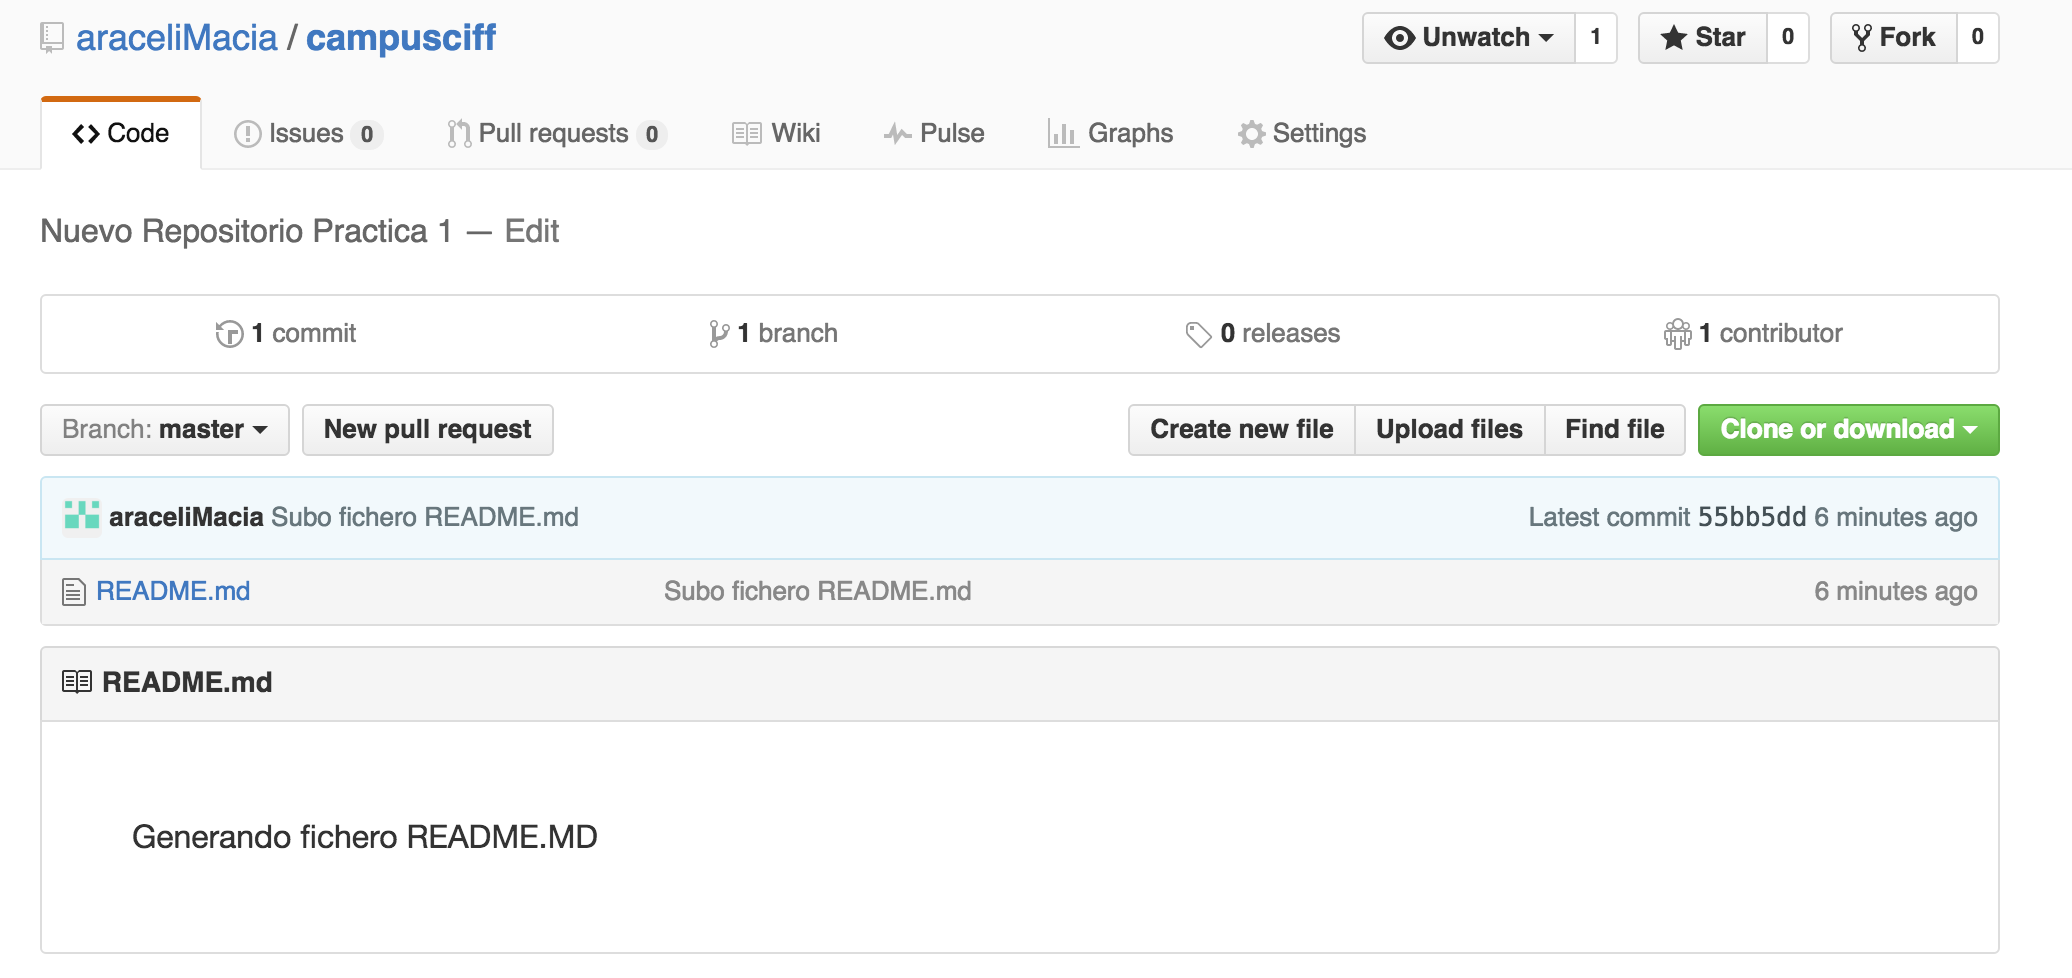 araceliMacia / campusciff
Unwatch 1 Star 0 Fork 0
Code Issues 0 Pull requests 0 Wiki Pulse Graphs Settings
Nuevo Repositorio Practica 1 — Edit
1 commit 1 branch 0 releases 1 contributor
Branch: master New pull request Create new file Upload files Find file Clone or download
araceliMacia Subo fichero README.md Latest commit 55bb5dd 6 minutes ago
README.md Subo fichero README.md 6 minutes ago
README.md
Generando fichero README.MD